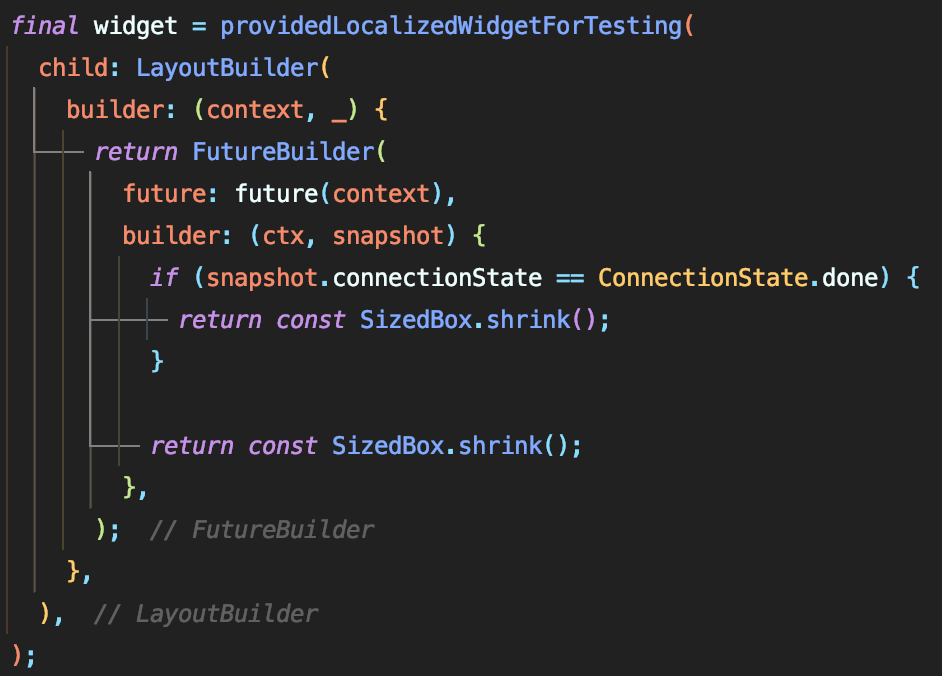 final widget = providedLocalizedWidgetForTesting(
  child: LayoutBuilder(
    builder: (context, _) {
      return FutureBuilder(
        future: future(context),
        builder: (ctx, snapshot) {
          if (snapshot.connectionState == ConnectionState.done) {
            return const SizedBox.shrink();
          }

          return const SizedBox.shrink();
        },
      );  // FutureBuilder
    },
  ),  // LayoutBuilder
);